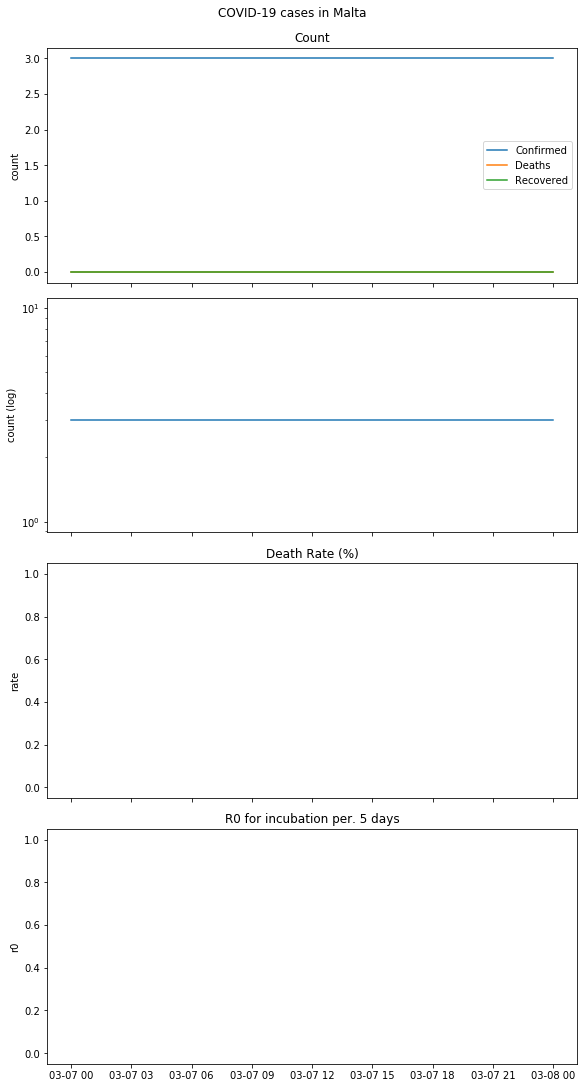 COVID-19 cases in Malta
Count
3.0
2.5
2.0
1.5
1.0
0.5
0.0
count
Confirmed
Deaths
Recovered
10¹
10⁰
count (log)
Death Rate (%)
1.0
0.8
0.6
0.4
0.2
0.0
rate
R0 for incubation per. 5 days
1.0
0.8
0.6
0.4
0.2
0.0
r0
03-07 00 03-07 03 03-07 06 03-07 09 03-07 12 03-07 15 03-07 18 03-07 21 03-08 00